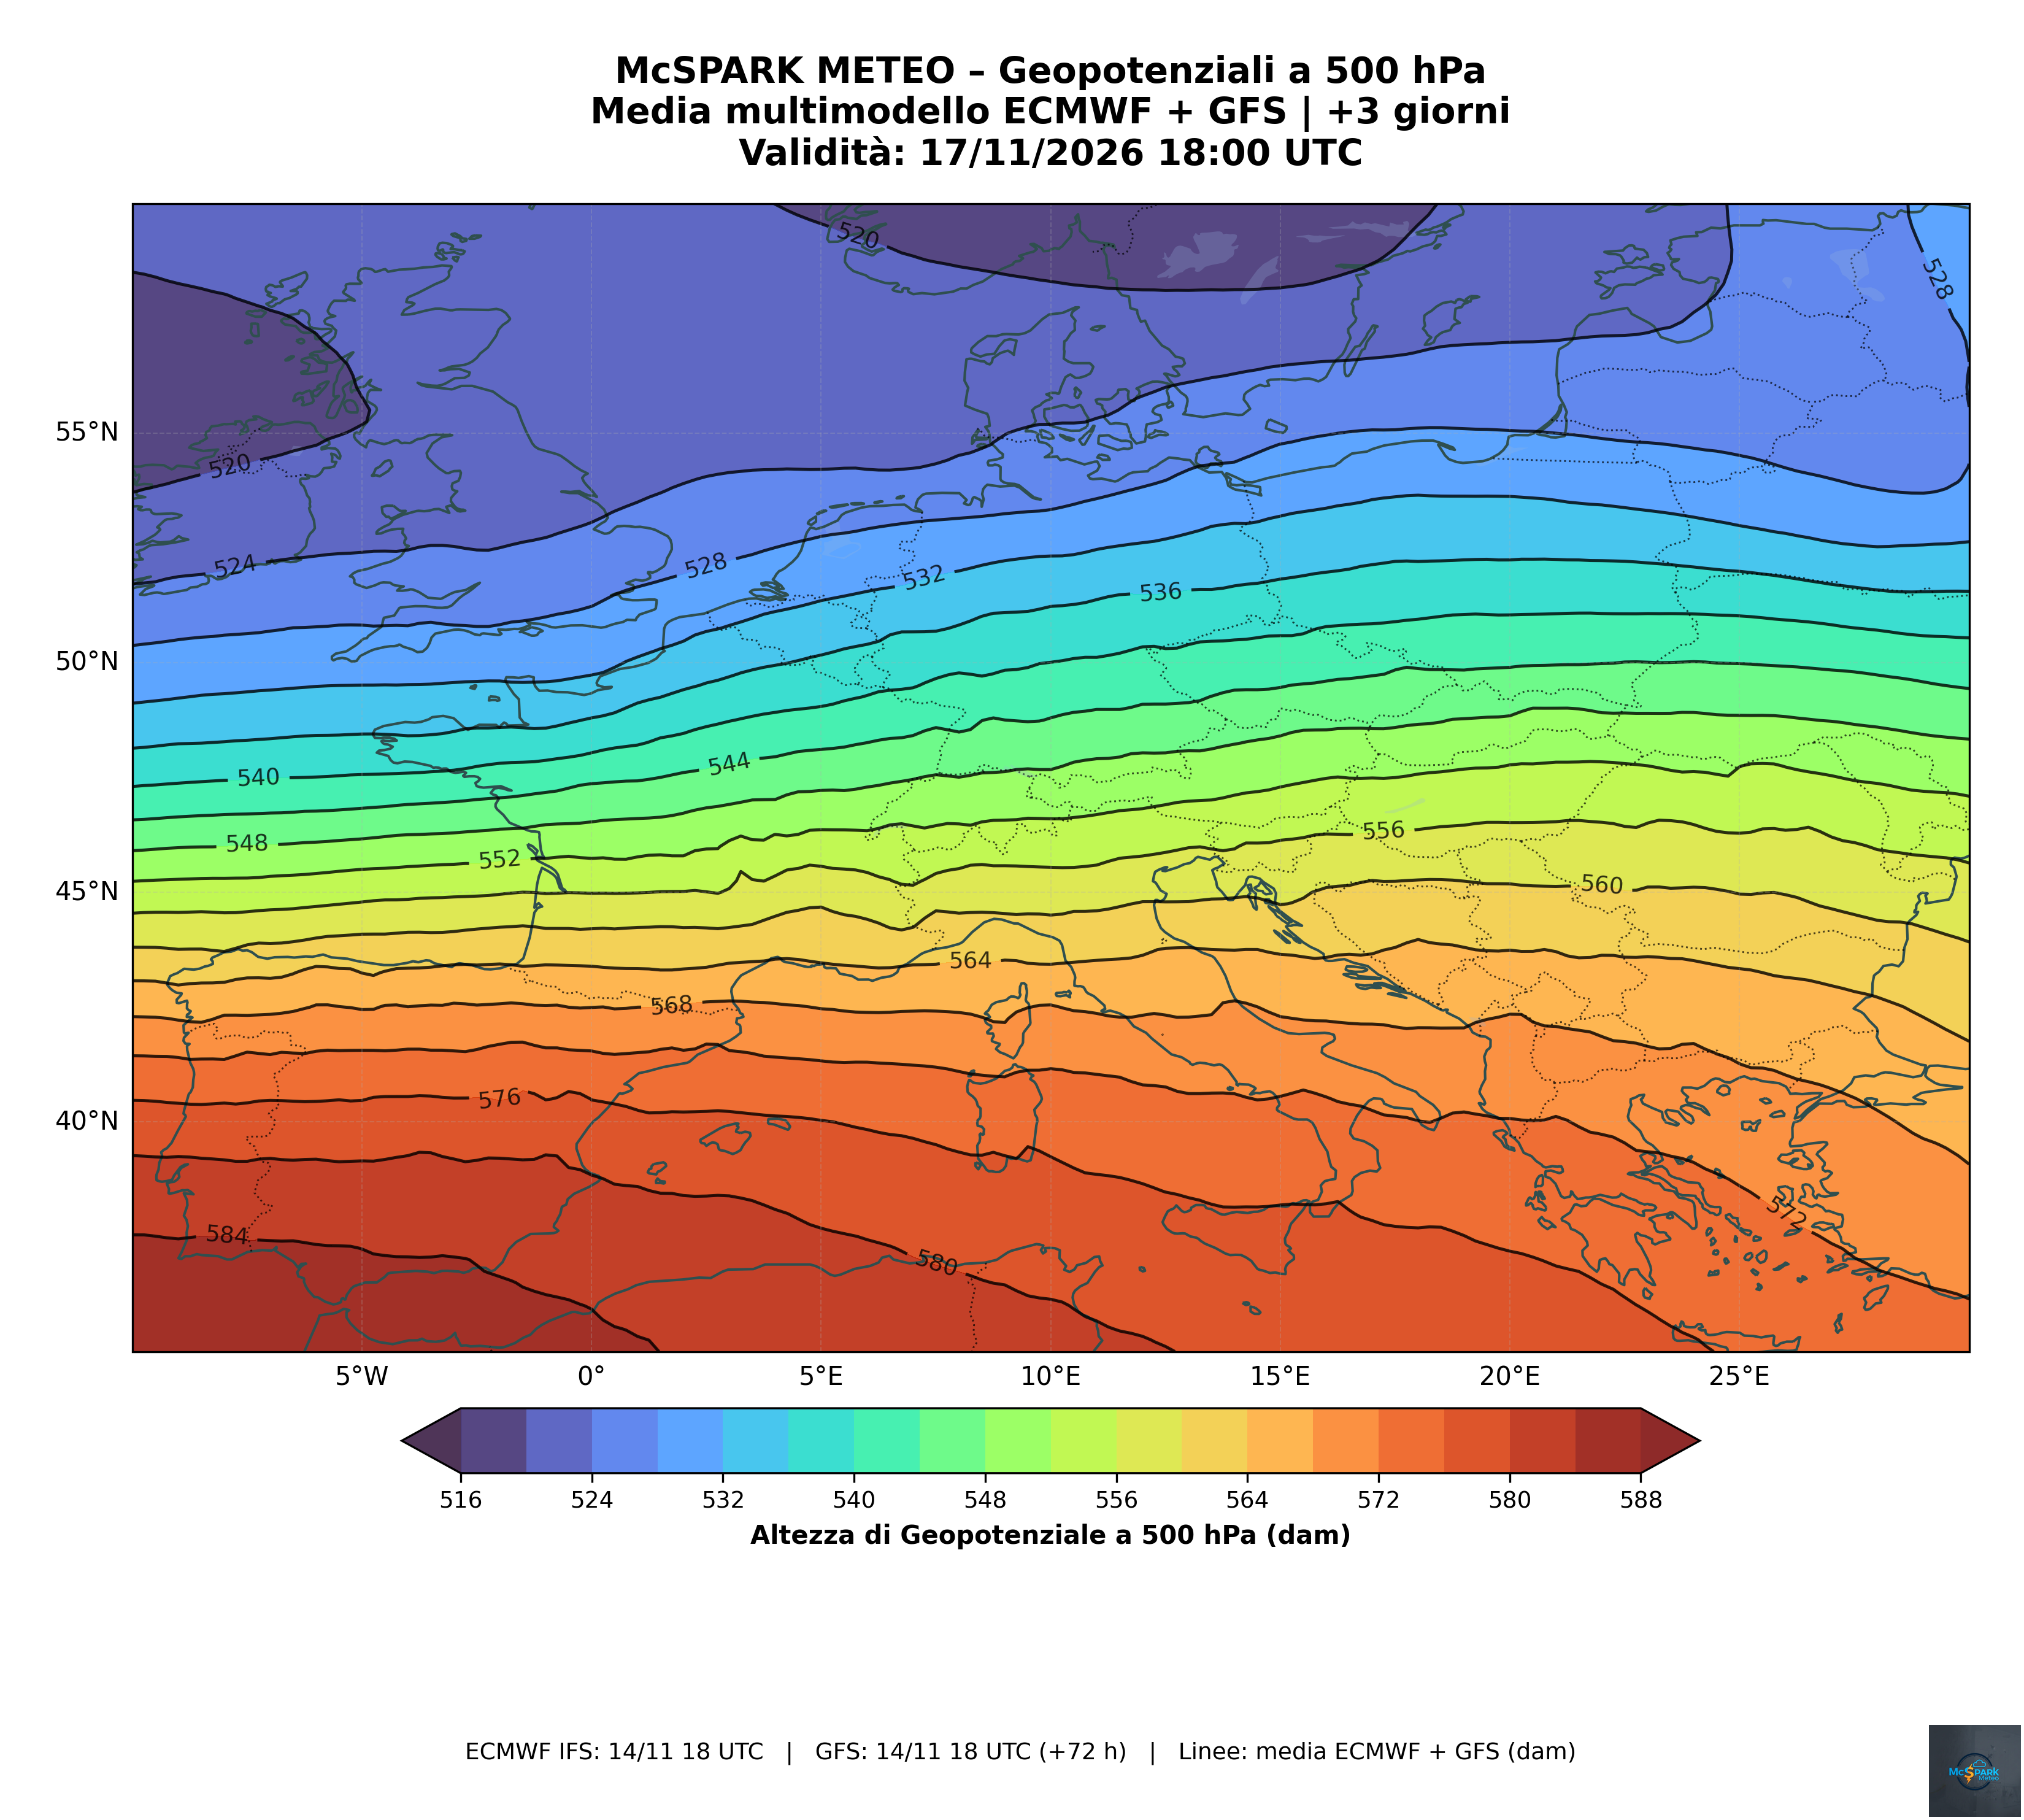 McSPARK METEO – Geopotenziali a 500 hPa
Media multimodello ECMWF + GFS | +3 giorni
Validità: 17/11/2026 18:00 UTC
520
528
55°N
520
524
528
532
536
50°N
544
540
548
552
556
45°N
560
564
568
576
40°N
572
584
580
5°W 0° 5°E 10°E 15°E 20°E 25°E
516 524 532 540 548 556 564 572 580 588
Altezza di Geopotenziale a 500 hPa (dam)
ECMWF IFS: 14/11 18 UTC | GFS: 14/11 18 UTC (+72 h) | Linee: media ECMWF + GFS (dam)
McSPARK
Meteo